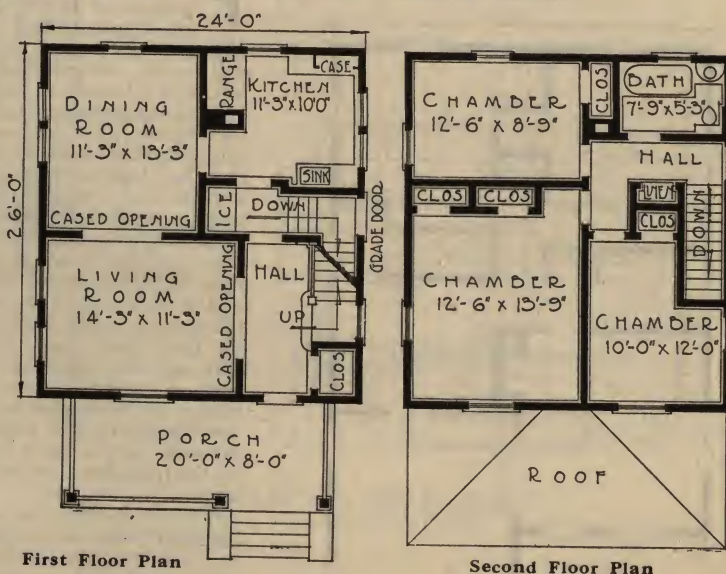 24'-0"
26'-0"
DINING
ROOM
11'-3" x 13'-3"
CASED OPENING
RANGE
CASE
KITCHEN
11'-3" x 10'0"
SINK
ICE
DOWN
GRADE DOOR
LIVING
ROOM
14'-3" x 11'-3"
CASED OPENING
HALL
UP
CLOS
PORCH
20'-0" x 8'-0"
First Floor Plan
CHAMBER
12'-6" x 8'-9"
CLOS
BATH
7'-9" x 5'-3"
HALL
CLOS
CLOS
LINEN
CLOS
DOWN
CHAMBER
12'-6" x 13'-9"
CHAMBER
10'-0" x 12'-0"
ROOF
Second Floor Plan